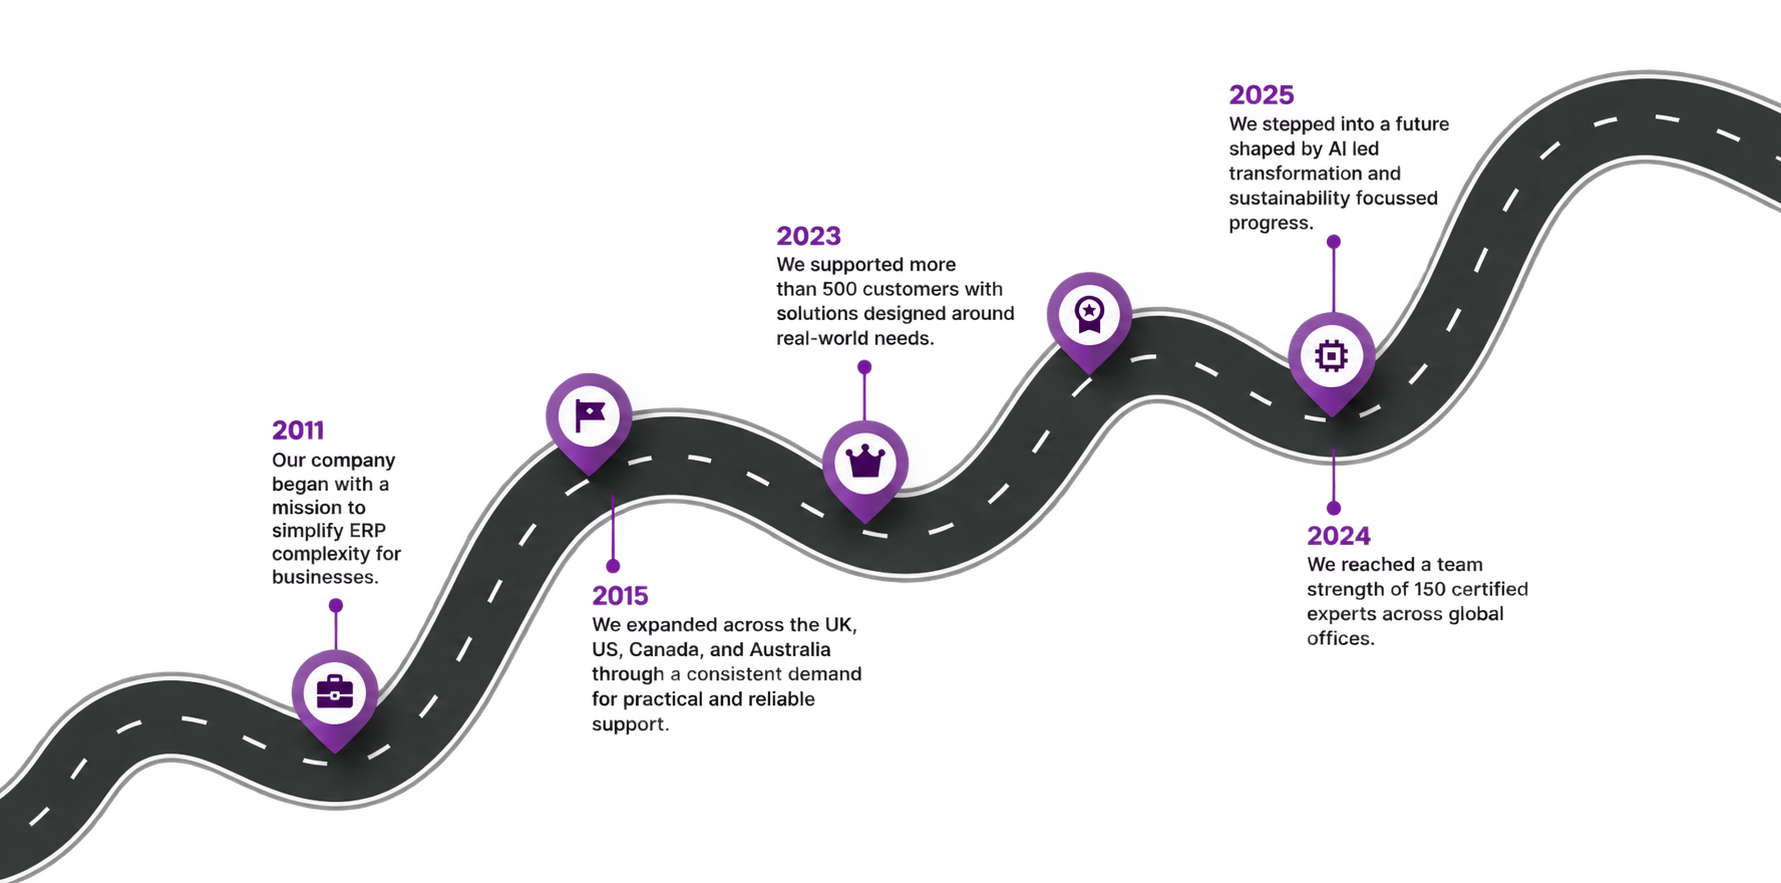 2011
Our company
began with a
mission to
simplify ERP
complexity for
businesses.
2015
We expanded across the UK,
US, Canada, and Australia
through a consistent demand
for practical and reliable
support.
2023
We supported more
than 500 customers with
solutions designed around
real-world needs.
2024
We reached a team
strength of 150 certified
experts across global
offices.
2025
We stepped into a future
shaped by AI led
transformation and
sustainability focussed
progress.